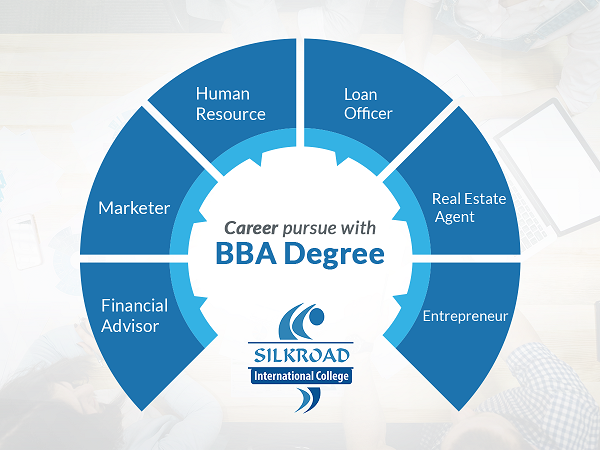 Human
Resource
Loan
Officer
Marketer
Real Estate
Agent
Career pursue with
BBA Degree
Financial
Advisor
Entrepreneur
SILKROAD
International College